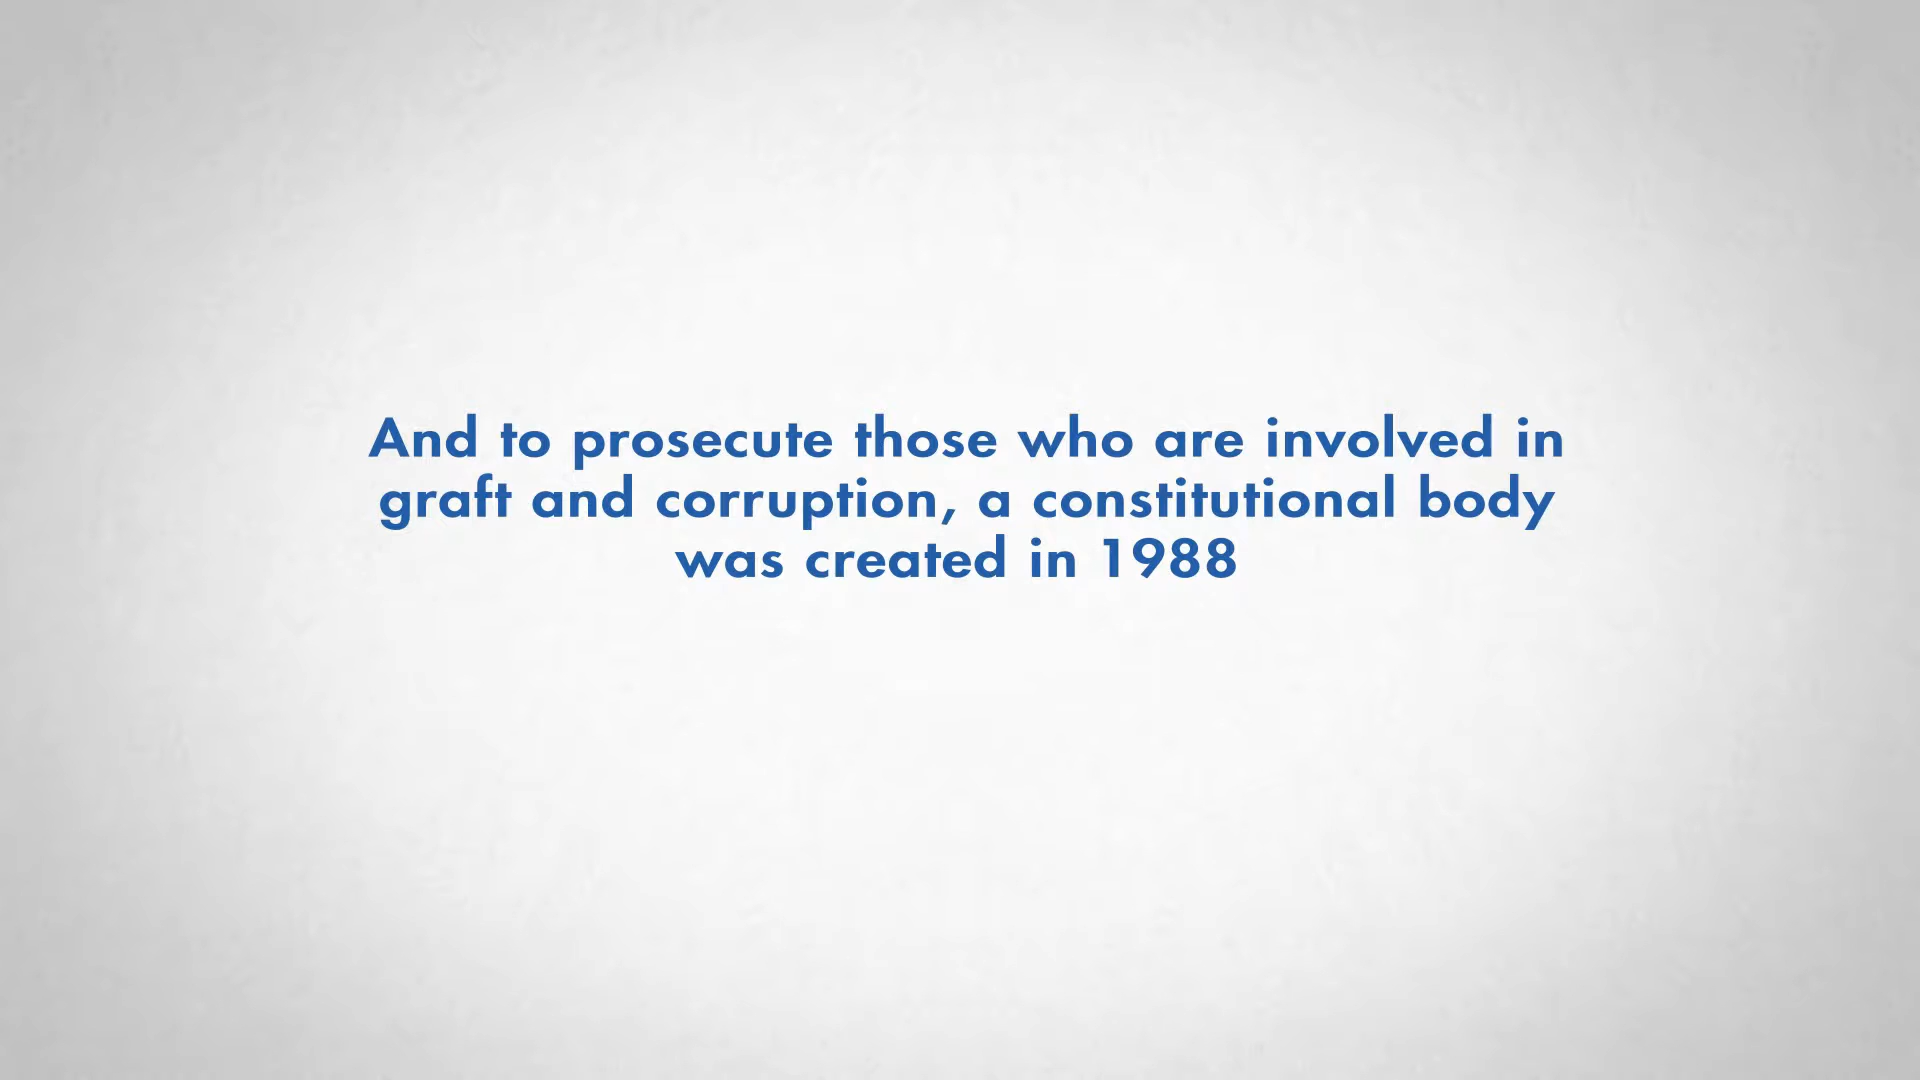 And to prosecute those who are involved in
graft and corruption, a constitutional body
was created in 1988